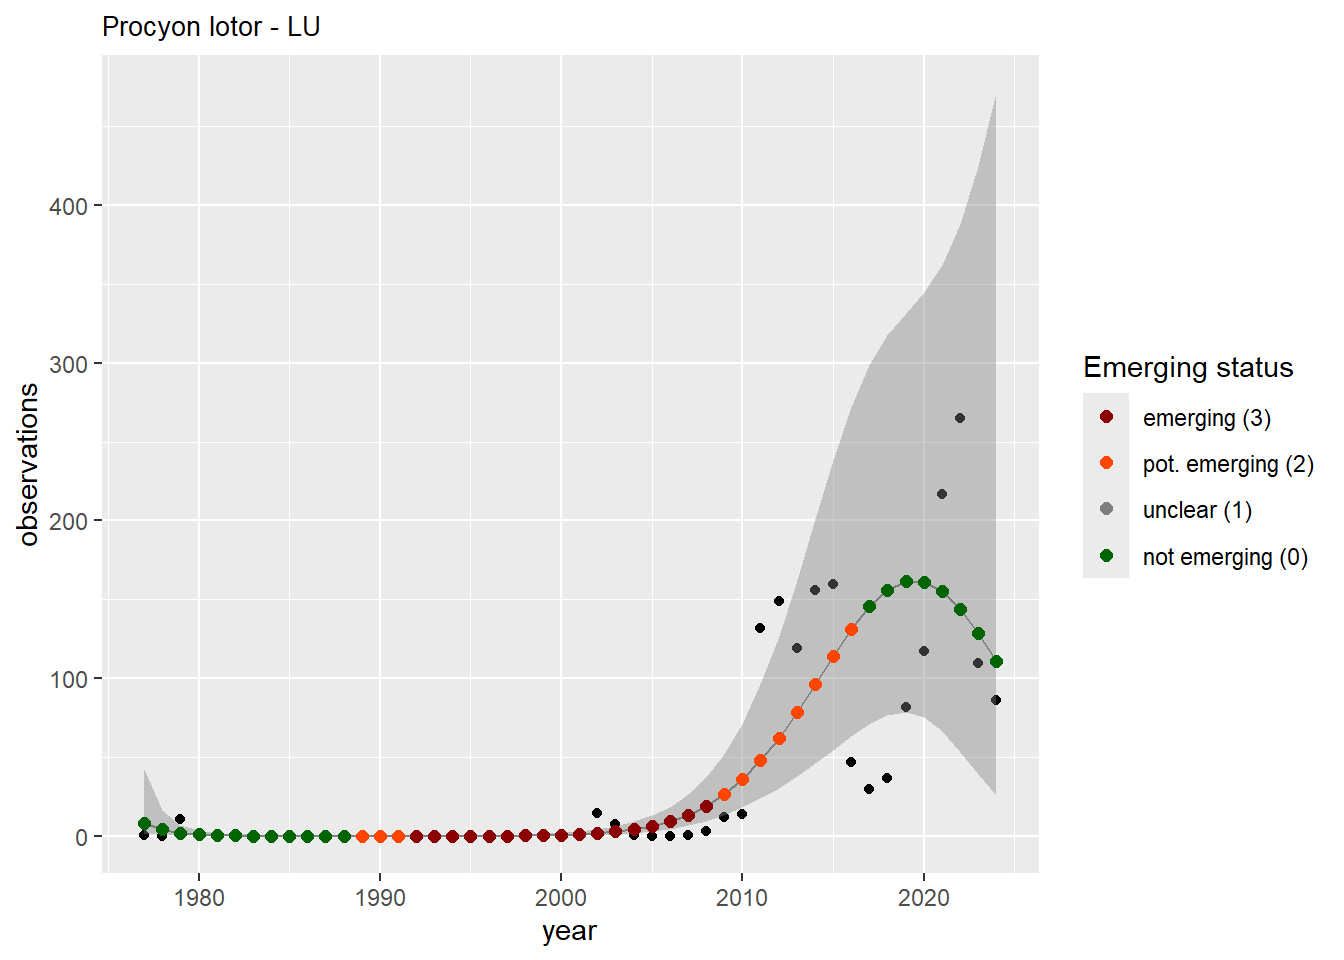 Procyon lotor - LU
observations
400
300
200
100
0
1980
1990
2000
2010
2020
year
Emerging status
emerging (3)
pot. emerging (2)
unclear (1)
not emerging (0)